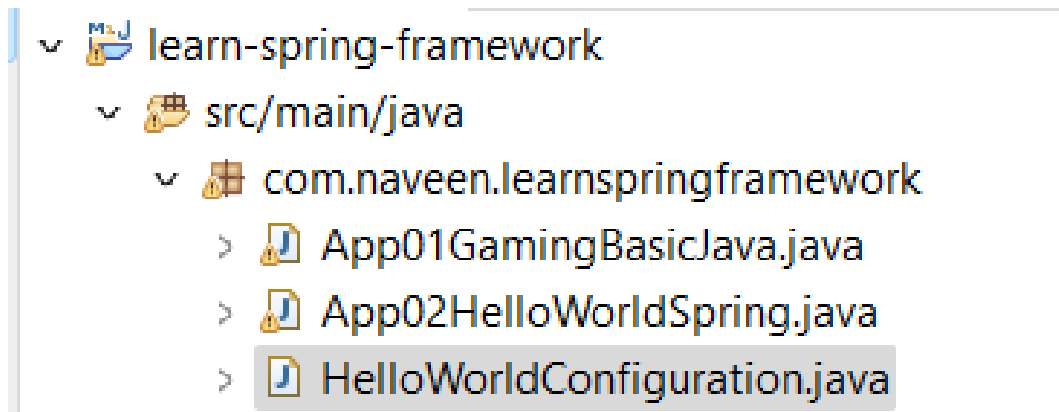 learn-spring-framework
src/main/java
com.naveen.learnspringframework
App01GamingBasicJava.java
App02HelloWorldSpring.java
HelloWorldConfiguration.java